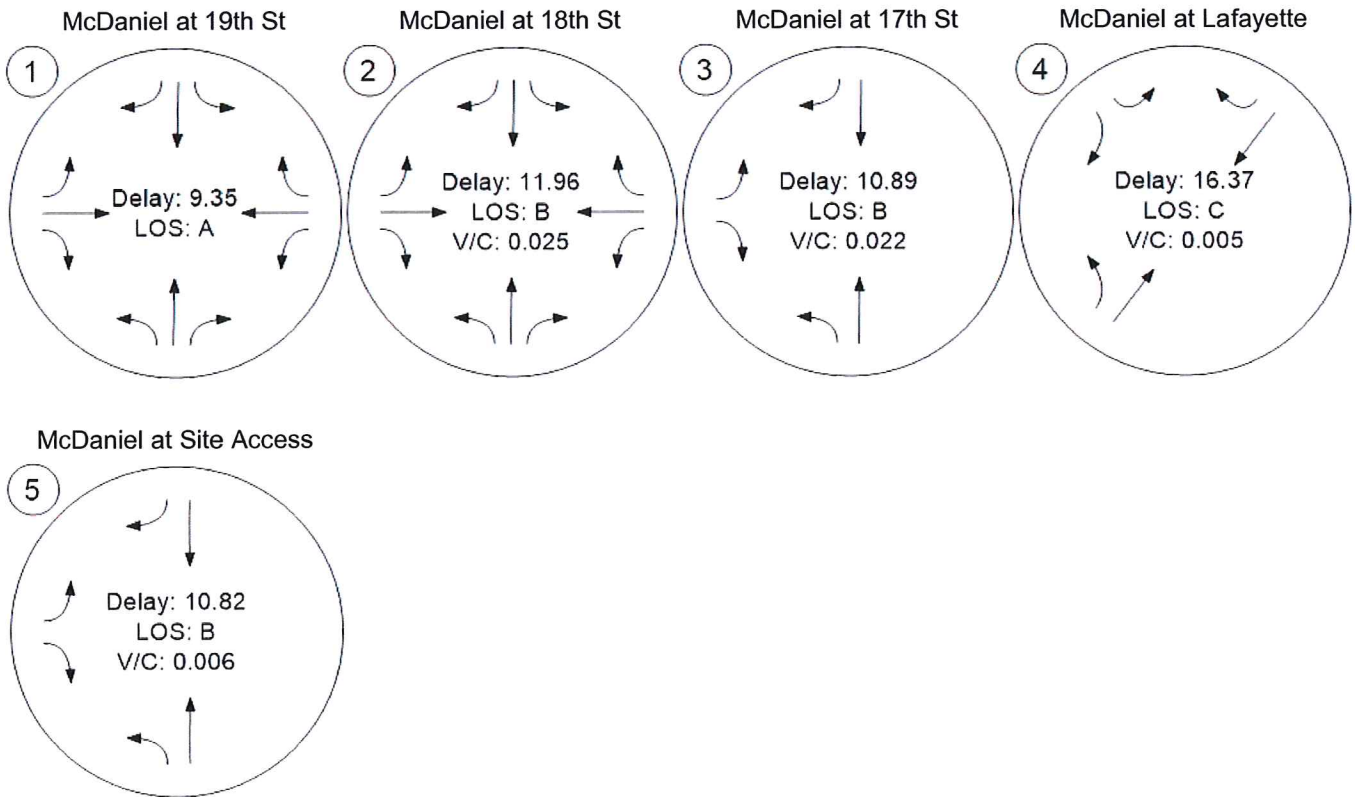 McDaniel at 19th St
1
Delay: 9.35
LOS: A
McDaniel at 18th St
2
Delay: 11.96
LOS: B
V/C: 0.025
McDaniel at 17th St
3
Delay: 10.89
LOS: B
V/C: 0.022
McDaniel at Lafayette
4
Delay: 16.37
LOS: C
V/C: 0.005
McDaniel at Site Access
5
Delay: 10.82
LOS: B
V/C: 0.006